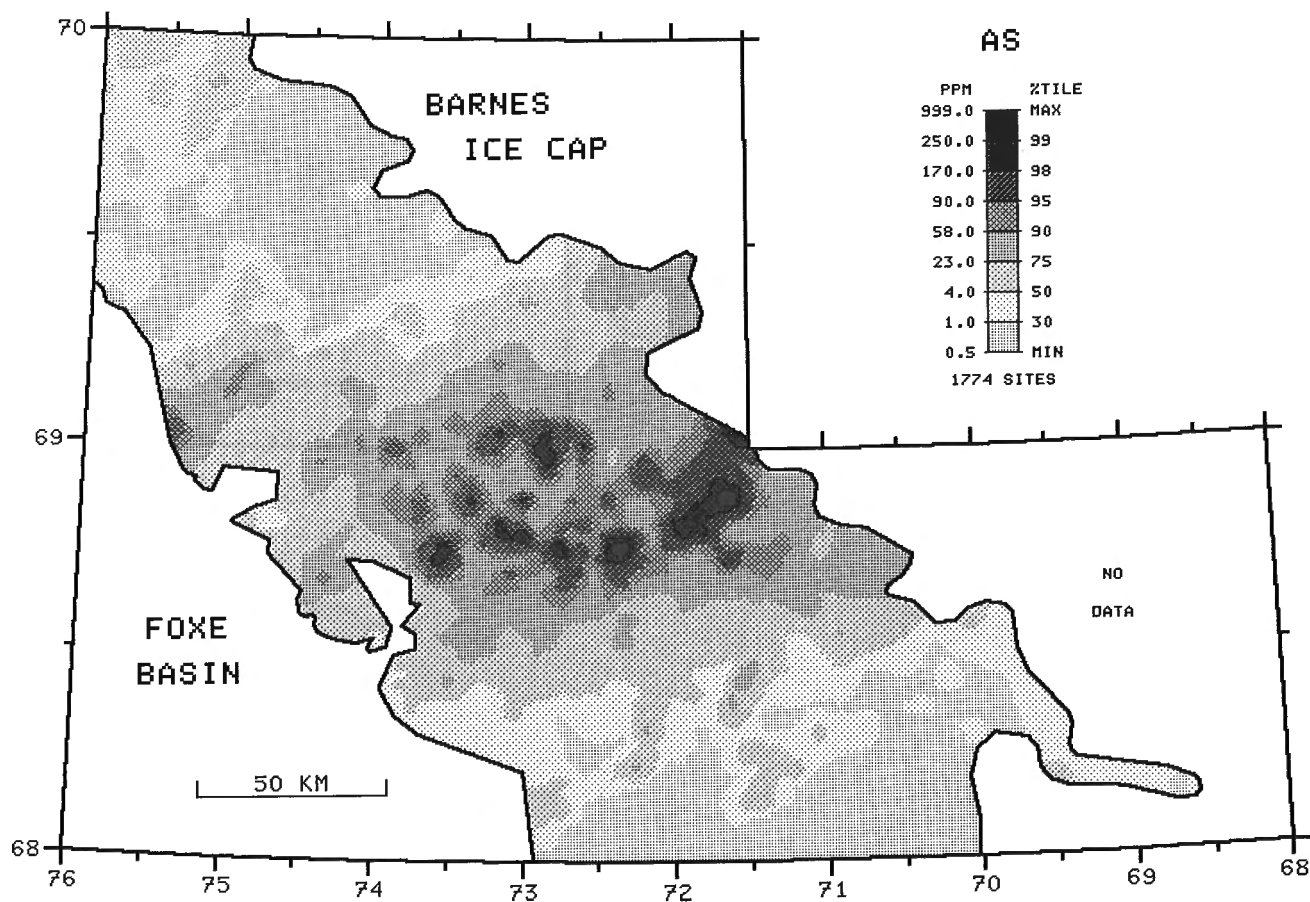 70
AS
BARNES
ICE CAP
PPM %TILE
999.0 MAX
250.0 99
170.0 98
90.0 95
58.0 90
23.0 75
4.0 50
1.0 30
0.5 MIN
1774 SITES
69
NO
DATA
FOXE
BASIN
50 KM
68
76 75 74 73 72 71 70 69 68